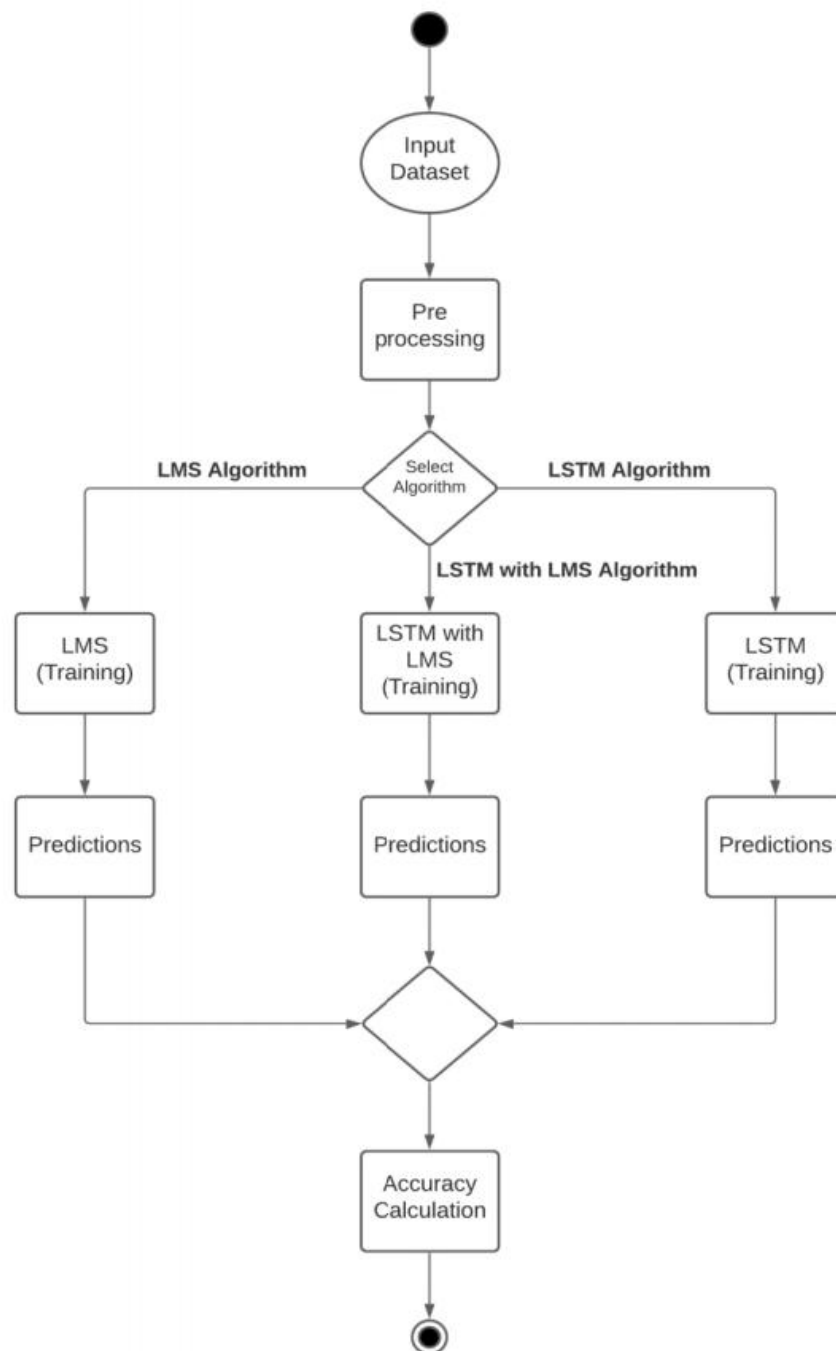 Input
Dataset
Pre
processing
Select
Algorithm
LMS Algorithm
LSTM Algorithm
LSTM with LMS Algorithm
LMS
(Training)
LSTM with
LMS
(Training)
LSTM
(Training)
Predictions
Predictions
Predictions
Accuracy
Calculation